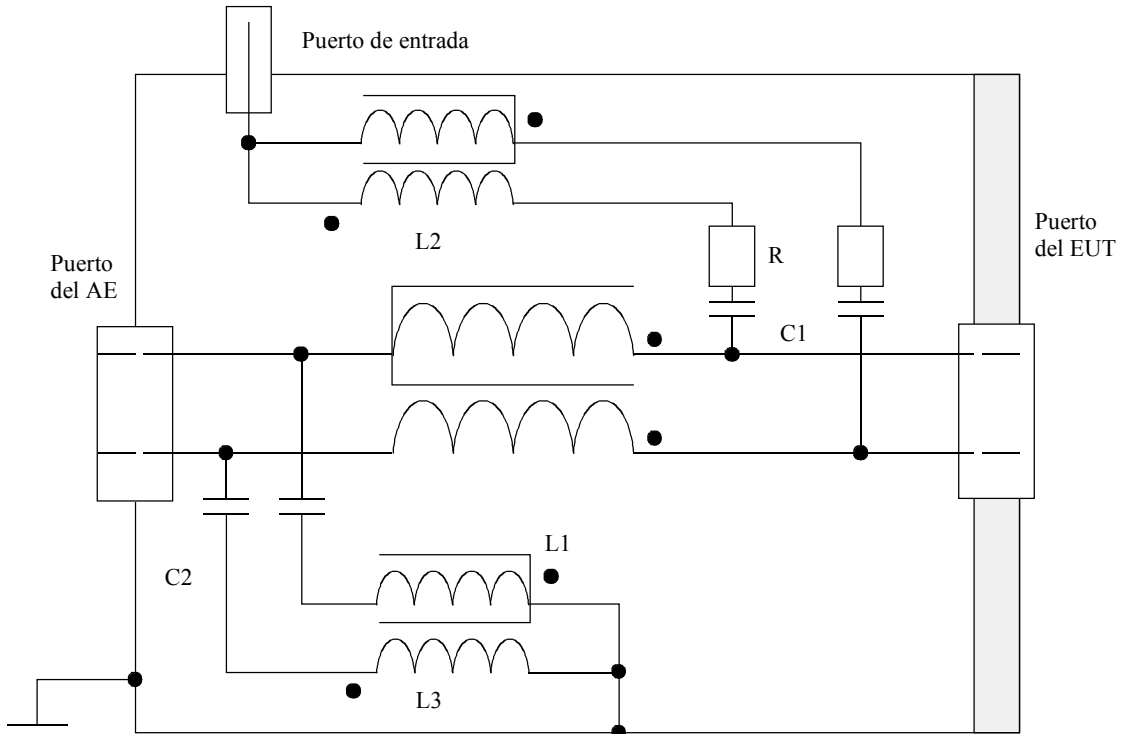 Puerto de entrada
L2
Puerto
del AE
R
Puerto
del EUT
C1
L1
C2
L3